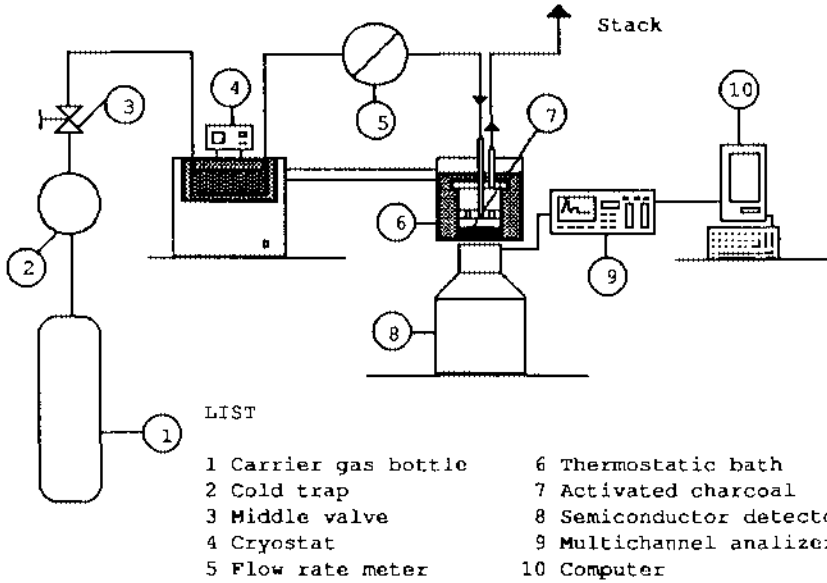 Stack
4
10
3
5
7
6
2
9
8
1
LIST
1 Carrier gas bottle
2 Cold trap
3 Middle valve
4 Cryostat
5 Flow rate meter
6 Thermostatic bath
7 Activated charcoal
8 Semiconductor detecto
9 Multichannel analizer
10 Computer